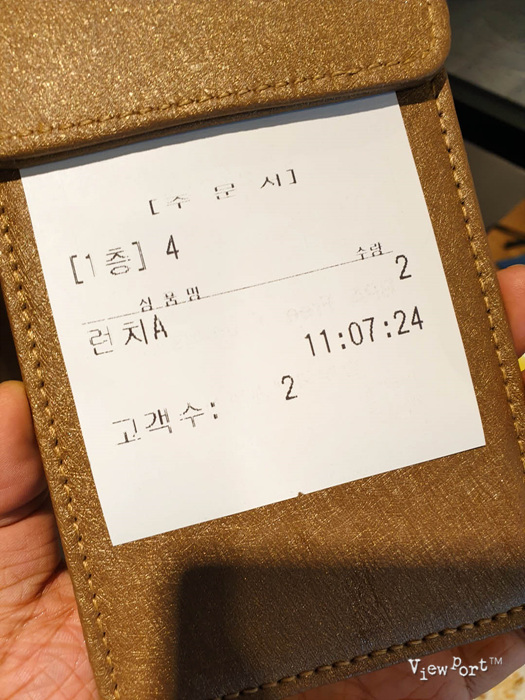 [주 문 서]
[1층] 4
상 품 명 수량
런치A 2
11:07:24
고객수: 2
ViewPort™